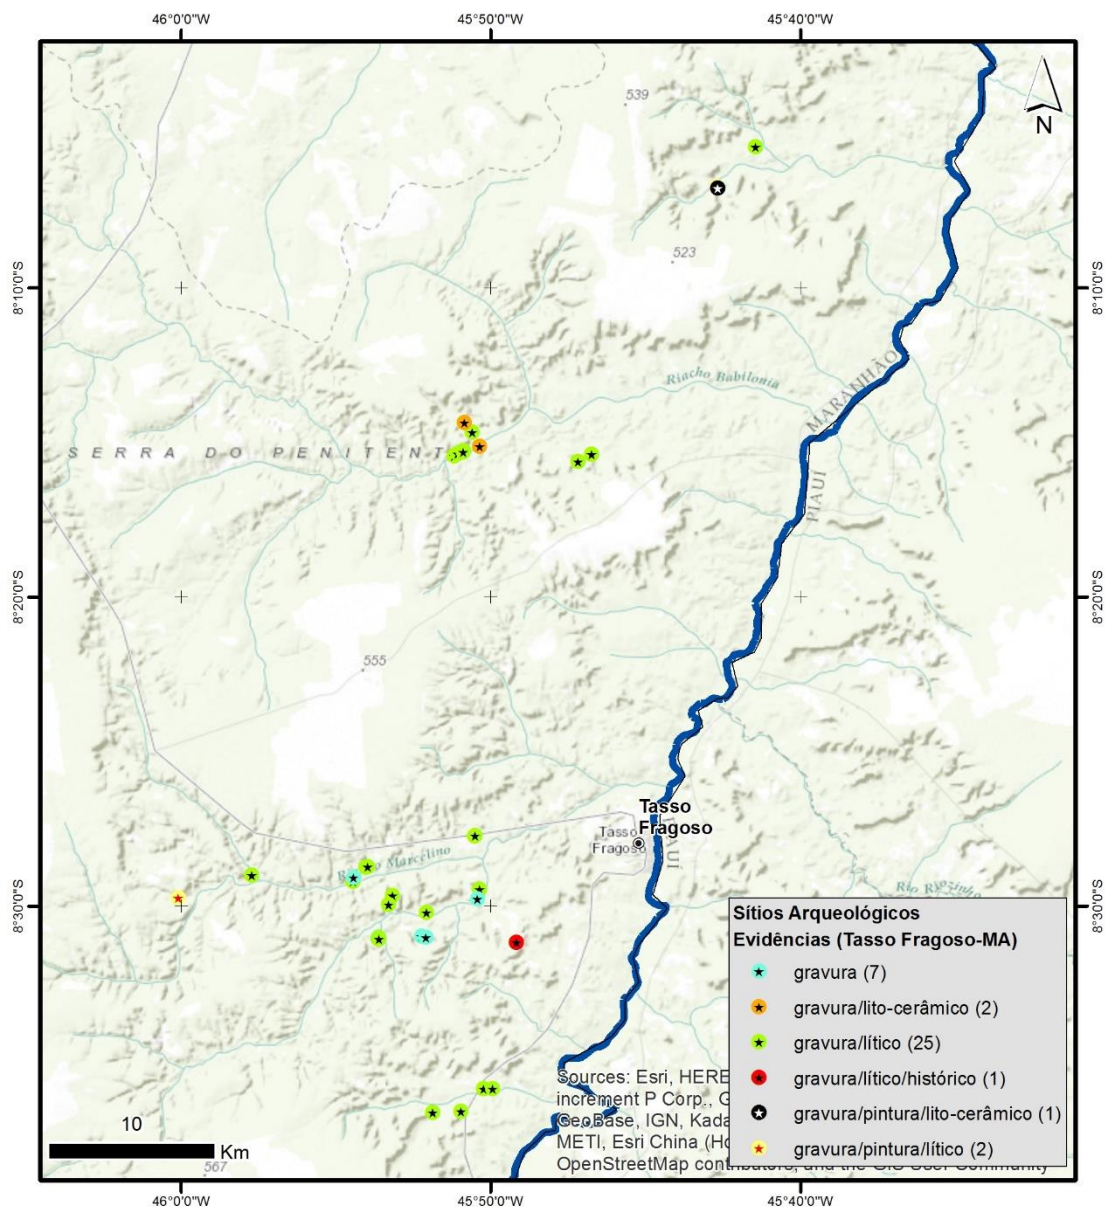 46°0'0"W
45°50'0"W
45°40'0"W
539
N
523
8°10'0"S
8°10'0"S
Riacho Babilonia
MARANHÃO
PIAUÍ
SERRA DO PENITENT
8°20'0"S
8°20'0"S
555
Tasso
Fragoso
Tasso
Fragoso
PIAUÍ
Marcelino
Rio Riozinho
8°30'0"S
8°30'0"S
Sítios Arqueológicos
Evidências (Tasso Fragoso-MA)
gravura (7)
gravura/lito-cerâmico (2)
gravura/lítico (25)
gravura/lítico/histórico (1)
gravura/pintura/lito-cerâmico (1)
gravura/pintura/lítico (2)
Sources: Esri, HERE
increment P Corp., G
GeoBase, IGN, Kada
METI, Esri China (Ho
OpenStreetMap contributors, and the GIS User Community
10
Km
567
46°0'0"W
45°50'0"W
45°40'0"W